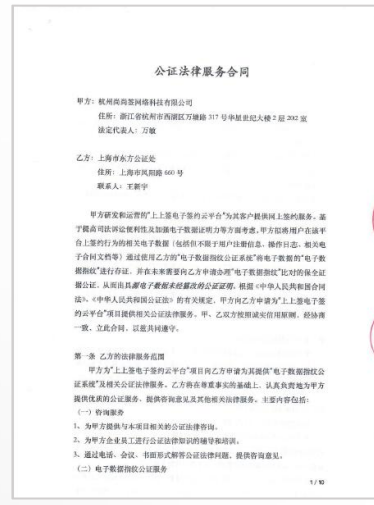 公证法律服务合同
甲方：杭州尚尚签网络科技有限公司
住所：浙江省杭州市西湖区万塘路 317 号华星世纪大楼 2 层 202 室
法定代表人：万敏
乙方：上海市东方公证处
住所：上海市凤阳路 660 号
联系人：王新宇
甲方研发和运营的“上上签电子签约云平台”为其客户提供网上签约服务。基
于提高司法诉讼便利性及加强电子数据证明力等方面考虑，甲方拟将用户在该平
台上签约行为的相关电子数据（包括但不限于用户注册信息、操作日志、相关电
子合同文档等）通过使用乙方的“电子数据指纹公证系统”将电子数据的“电子数
据指纹”进行存证，并在未来需要向乙方申请办理“电子数据指纹”比对的保全证
据公证，从而出具源电子数据未经篡改的公证证明。根据《中华人民共和国合同
法》、《中华人民共和国公证法》的有关规定，甲方向乙方申请为“上上签电子签
约云平台”项目提供相关公证法律服务。甲、乙双方按照诚实信用原则，经协商
一致，立此合同，以兹共同遵守。
第一条 乙方的法律服务范围
甲方为“上上签电子签约云平台”项目向乙方申请为其提供“电子数据指纹公
证系统”及相关公证法律服务。乙方将在尊重事实的基础上，认真负责地为甲方
提供优质的公证服务、提供咨询意见及其他相关法律服务。主要内容包括：
（一）咨询服务
1、为甲方提供与本项目相关的公证法律咨询。
2、为甲方企业员工进行公证法律知识的辅导和培训。
3、通过电话、会议、书面形式解答公证法律问题，提供咨询意见。
（二）电子数据指纹公证服务
1 / 10